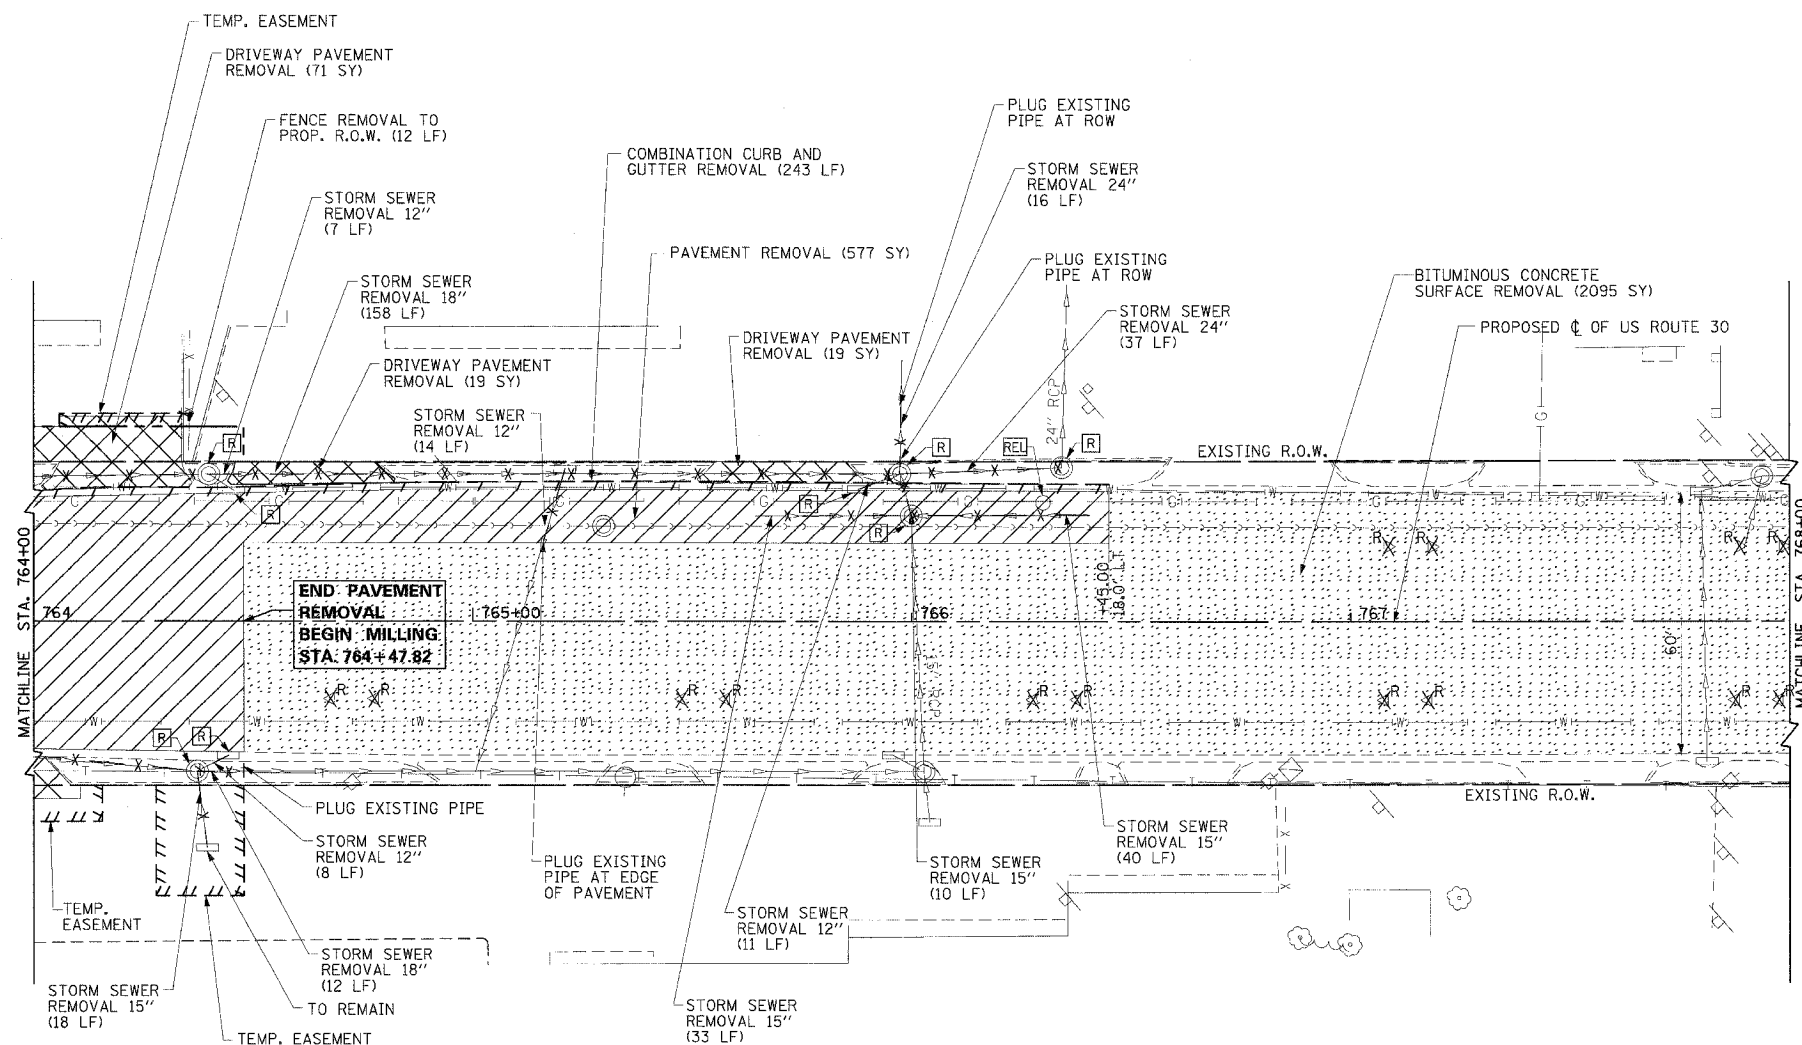 TEMP. EASEMENT
DRIVEWAY PAVEMENT
REMOVAL (71 SY)
FENCE REMOVAL TO
PROP. R.O.W. (12 LF)
STORM SEWER
REMOVAL 12"
(7 LF)
STORM SEWER
REMOVAL 18"
(158 LF)
DRIVEWAY PAVEMENT
REMOVAL (19 SY)
STORM SEWER
REMOVAL 12"
(14 LF)
COMBINATION CURB AND
GUTTER REMOVAL (243 LF)
PAVEMENT REMOVAL (577 SY)
DRIVEWAY PAVEMENT
REMOVAL (19 SY)
PLUG EXISTING
PIPE AT ROW
STORM SEWER
REMOVAL 24"
(16 LF)
PLUG EXISTING
PIPE AT ROW
STORM SEWER
REMOVAL 24"
(37 LF)
BITUMINOUS CONCRETE
SURFACE REMOVAL (2095 SY)
PROPOSED ℄ OF US ROUTE 30
24" RCP
R
R
REL
R
EXISTING R.O.W.
R
R
R
G
MATCHLINE STA. 764+00
764
END PAVEMENT
REMOVAL
BEGIN MILLING
STA. 764+47.82
765+00
766
+45.00
18.0' LT
767
60'
MATCHLINE STA. 768+00
R R
R R
R R
R R
R R
R R
R R
W W W W W W W W W
R R
T T T T T T
EXISTING R.O.W.
PLUG EXISTING PIPE
STORM SEWER
REMOVAL 12"
(8 LF)
PLUG EXISTING
PIPE AT EDGE
OF PAVEMENT
STORM SEWER
REMOVAL 15"
(40 LF)
STORM SEWER
REMOVAL 15"
(10 LF)
TEMP.
EASEMENT
STORM SEWER
REMOVAL 12"
(11 LF)
STORM SEWER
REMOVAL 18"
(12 LF)
STORM SEWER
REMOVAL 15"
(18 LF)
TO REMAIN
STORM SEWER
REMOVAL 15"
(33 LF)
TEMP. EASEMENT